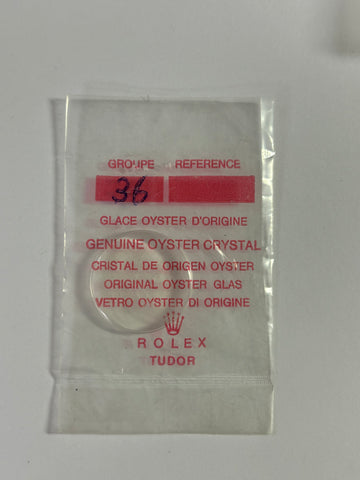 GROUPE REFERENCE
36
GLACE OYSTER D'ORIGINE
GENUINE OYSTER CRYSTAL
CRISTAL DE ORIGEN OYSTER
ORIGINAL OYSTER GLAS
VETRO OYSTER DI ORIGINE
ROLEX
TUDOR